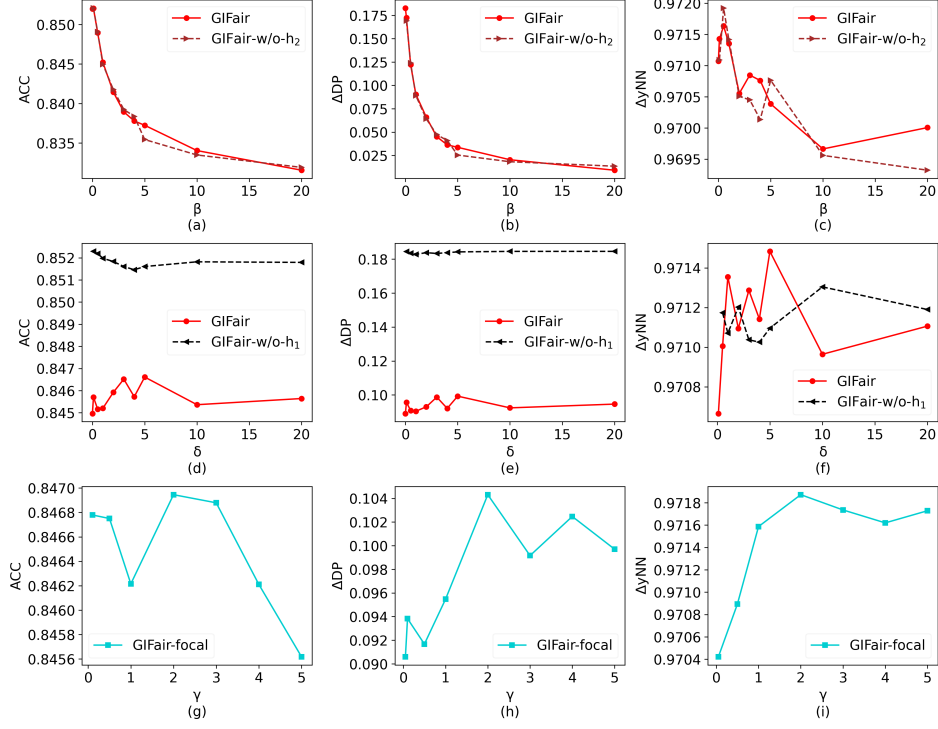 0.850
0.845
0.840
0.835
ACC
GIFair
GIFair-w/o-h₂
0 5 10 15 20
β
(a)
0.175
0.150
0.125
0.100
0.075
0.050
0.025
ΔDP
GIFair
GIFair-w/o-h₂
0 5 10 15 20
β
(b)
0.9720
0.9715
0.9710
0.9705
0.9700
0.9695
ΔyNN
GIFair
GIFair-w/o-h₂
0 5 10 15 20
β
(c)
0.852
0.851
0.850
0.849
0.848
0.847
0.846
0.845
ACC
GIFair
GIFair-w/o-h₁
0 5 10 15 20
δ
(d)
0.18
0.16
0.14
0.12
0.10
ΔDP
GIFair
GIFair-w/o-h₁
0 5 10 15 20
δ
(e)
0.9714
0.9712
0.9710
0.9708
ΔyNN
GIFair
GIFair-w/o-h₁
0 5 10 15 20
δ
(f)
0.8470
0.8468
0.8466
0.8464
0.8462
0.8460
0.8458
0.8456
ACC
GIFair-focal
0 1 2 3 4 5
γ
(g)
0.104
0.102
0.100
0.098
0.096
0.094
0.092
0.090
ΔDP
GIFair-focal
0 1 2 3 4 5
γ
(h)
0.9718
0.9716
0.9714
0.9712
0.9710
0.9708
0.9706
0.9704
ΔyNN
GIFair-focal
0 1 2 3 4 5
γ
(i)